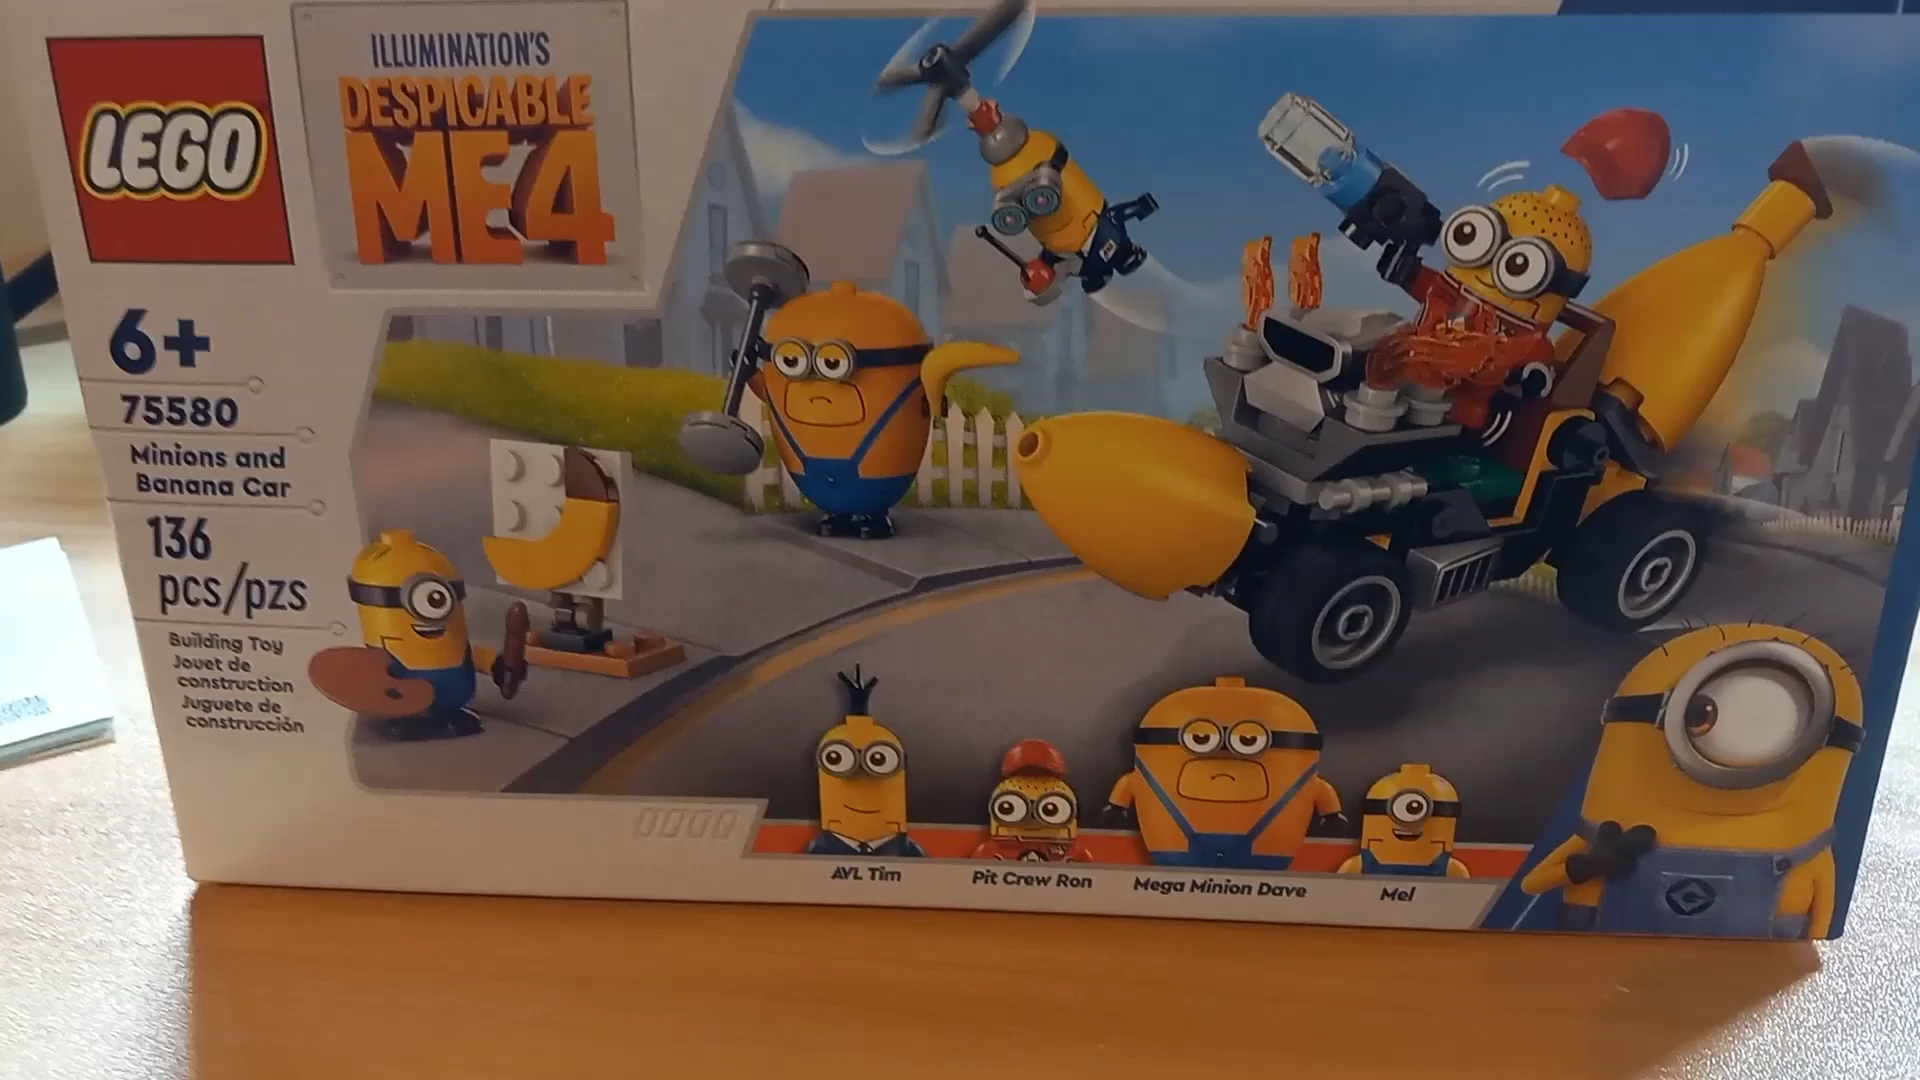 LEGO
ILLUMINATION'S
DESPICABLE
ME4
6+
75580
Minions and
Banana Car
136
pcs/pzs
Building Toy
Jouet de
construction
Juguete de
construcción
AVL Tim
Pit Crew Ron
Mega Minion Dave
Mel